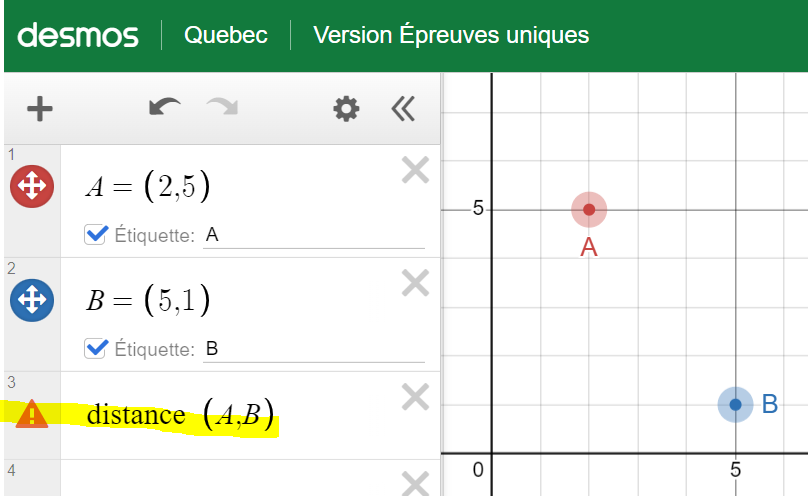 desmos Quebec Version Épreuves uniques
1
A = (2,5)
Étiquette: A
2
B = (5,1)
Étiquette: B
3
distance (A,B)
4
5
A
B
0
5